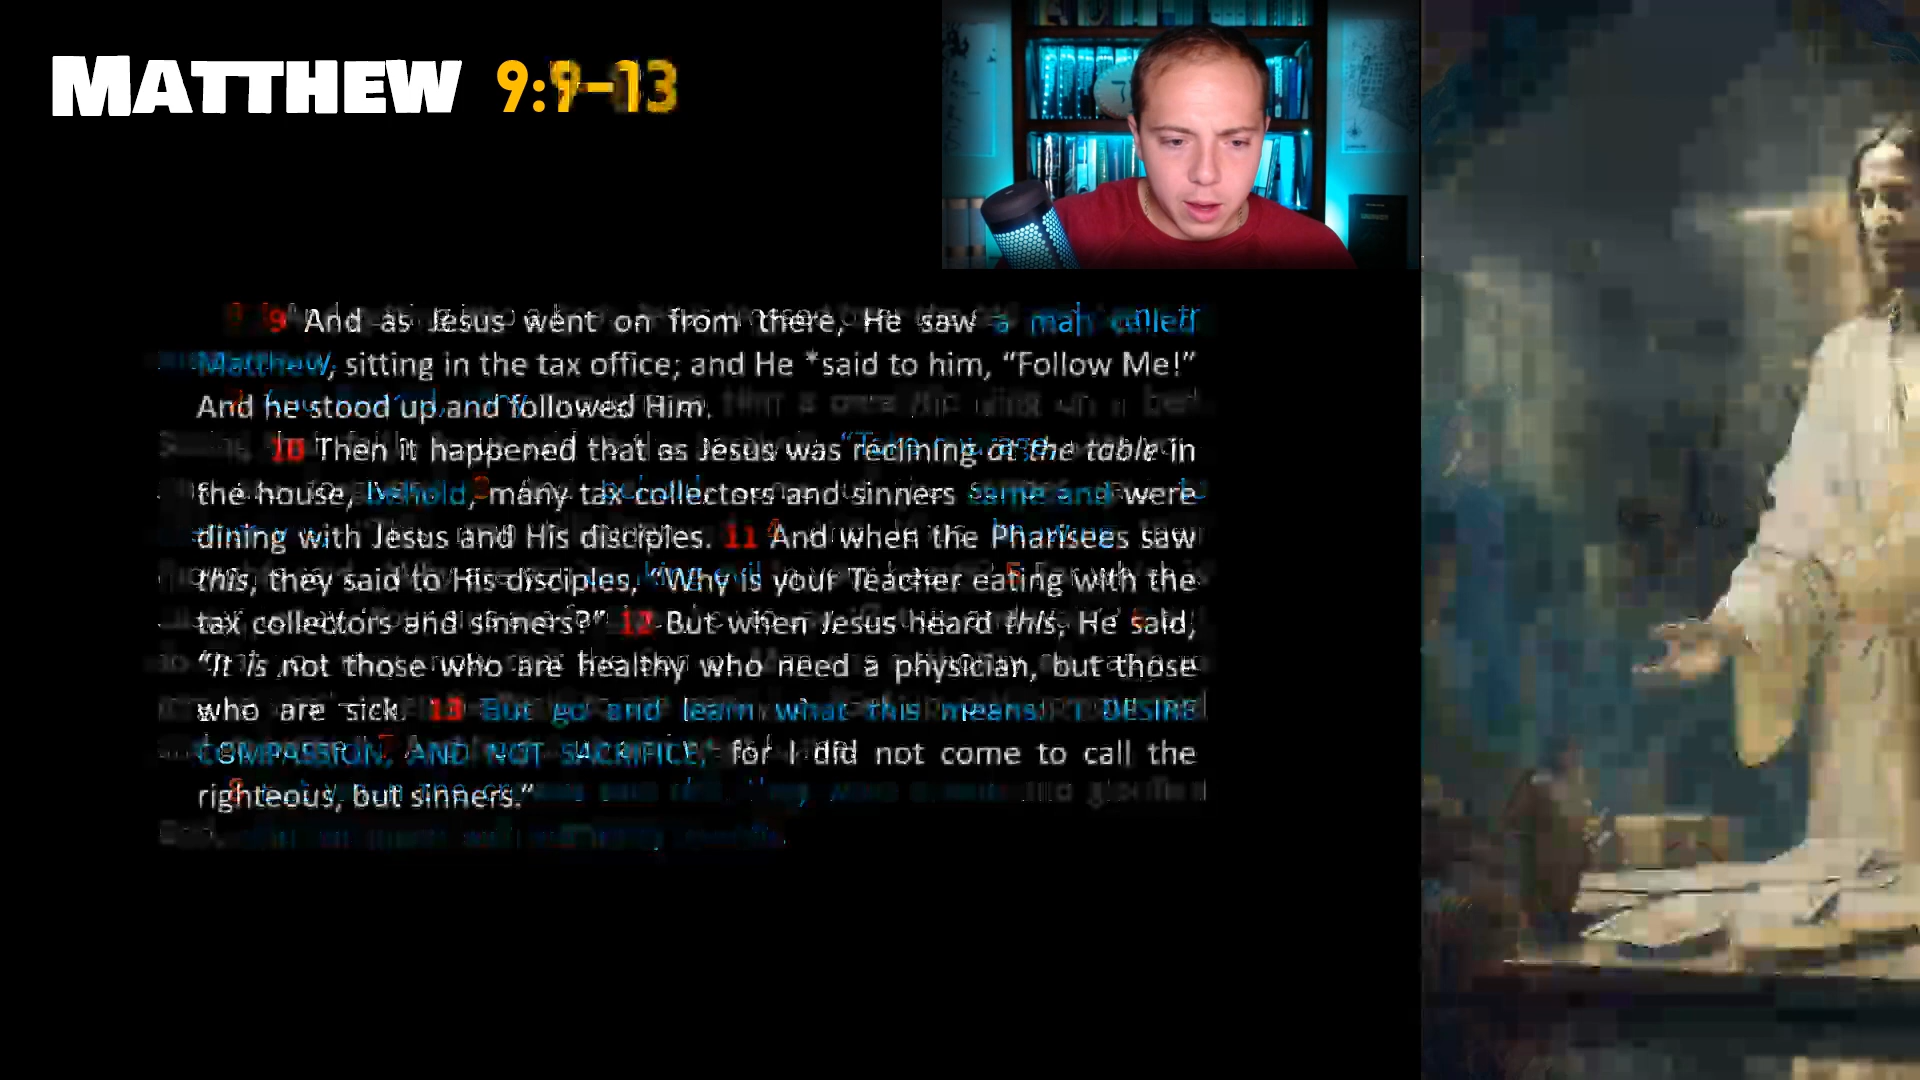 MATTHEW 9:9–13
9 And as Jesus went on from there, He saw a man called
Matthew, sitting in the tax office; and He *said to him, “Follow Me!”
And he stood up and followed Him.
10 Then it happened that as Jesus was reclining at the table in
the house, behold, many tax collectors and sinners came and were
dining with Jesus and His disciples. 11 And when the Pharisees saw
this, they said to His disciples, “Why is your Teacher eating with the
tax collectors and sinners?” 12 But when Jesus heard this, He said,
“It is not those who are healthy who need a physician, but those
who are sick. 13 But go and learn what this means: ‘I DESIRE
COMPASSION, AND NOT SACRIFICE,’ for I did not come to call the
righteous, but sinners.”